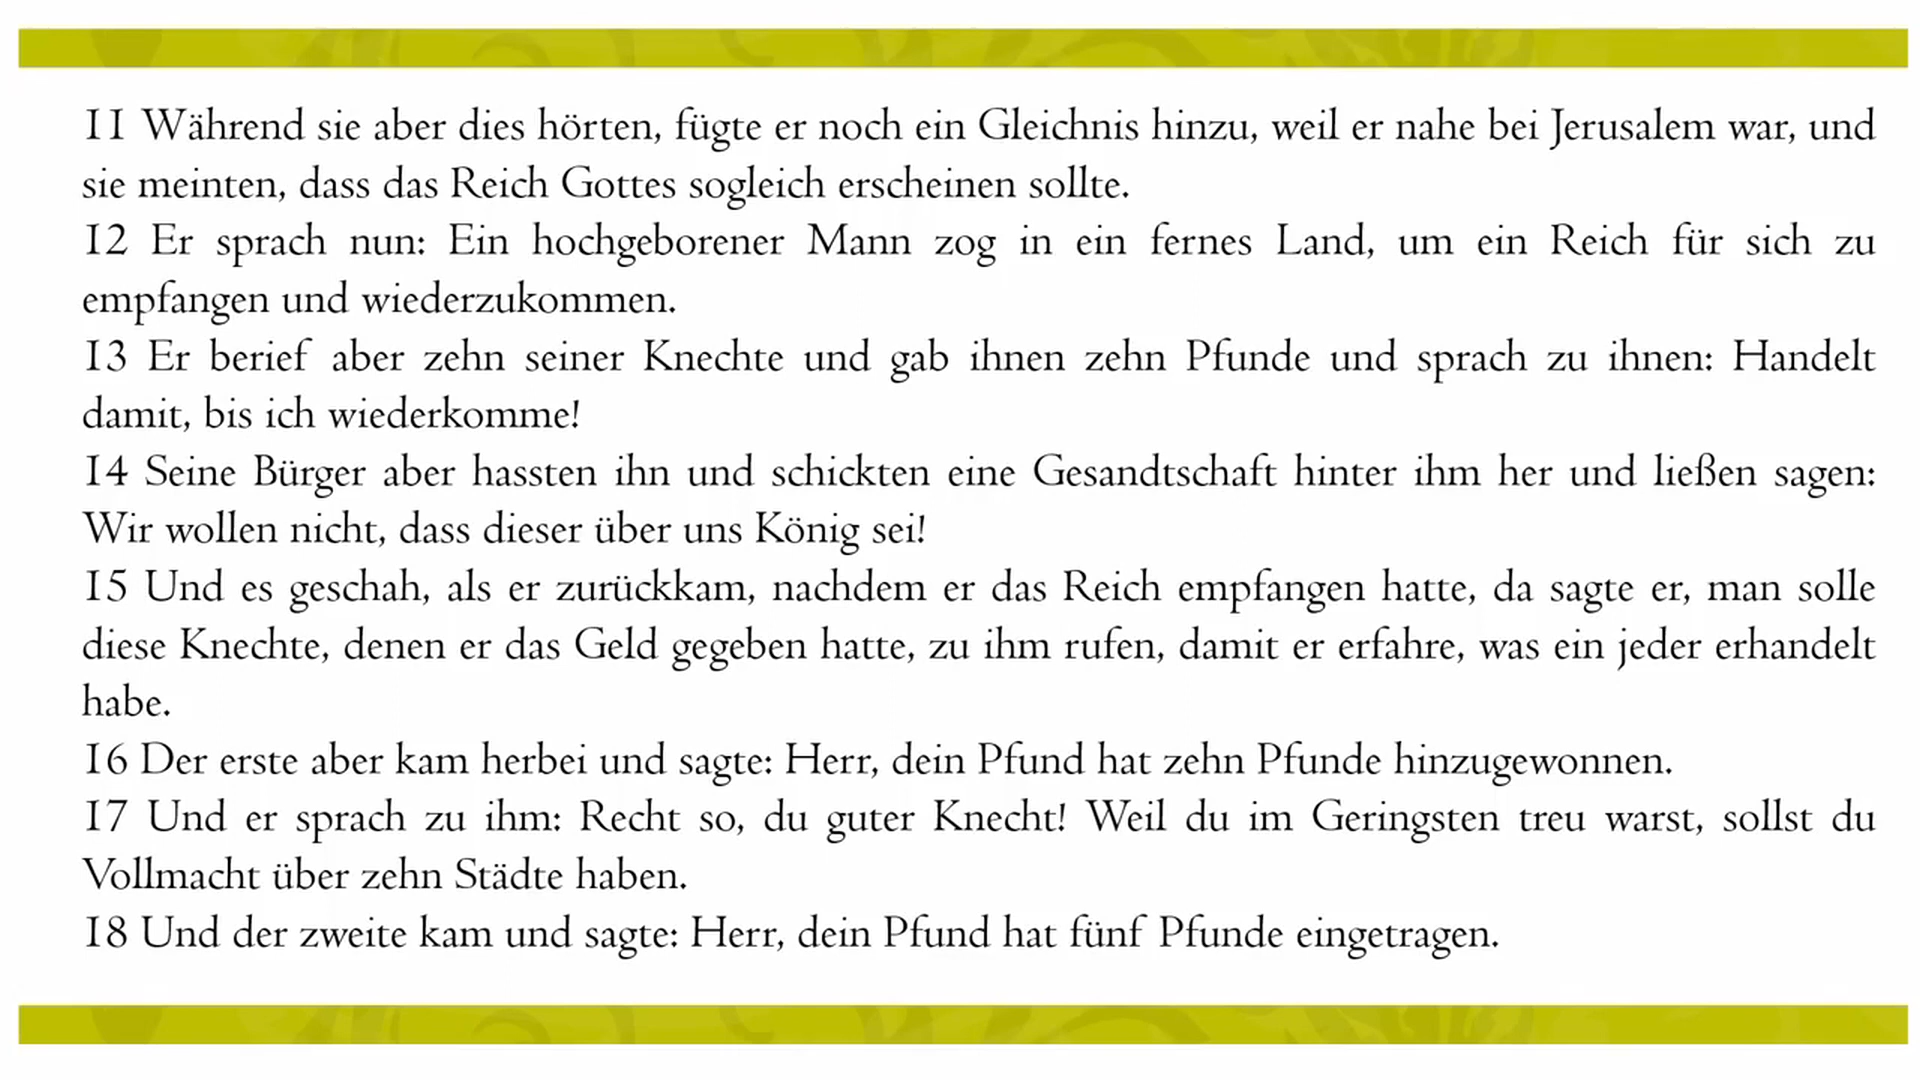 11 Während sie aber dies hörten, fügte er noch ein Gleichnis hinzu, weil er nahe bei Jerusalem war, und
sie meinten, dass das Reich Gottes sogleich erscheinen sollte.
12 Er sprach nun: Ein hochgeborener Mann zog in ein fernes Land, um ein Reich für sich zu
empfangen und wiederzukommen.
13 Er berief aber zehn seiner Knechte und gab ihnen zehn Pfunde und sprach zu ihnen: Handelt
damit, bis ich wiederkomme!
14 Seine Bürger aber hassten ihn und schickten eine Gesandtschaft hinter ihm her und ließen sagen:
Wir wollen nicht, dass dieser über uns König sei!
15 Und es geschah, als er zurückkam, nachdem er das Reich empfangen hatte, da sagte er, man solle
diese Knechte, denen er das Geld gegeben hatte, zu ihm rufen, damit er erfahre, was ein jeder erhandelt
habe.
16 Der erste aber kam herbei und sagte: Herr, dein Pfund hat zehn Pfunde hinzugewonnen.
17 Und er sprach zu ihm: Recht so, du guter Knecht! Weil du im Geringsten treu warst, sollst du
Vollmacht über zehn Städte haben.
18 Und der zweite kam und sagte: Herr, dein Pfund hat fünf Pfunde eingetragen.